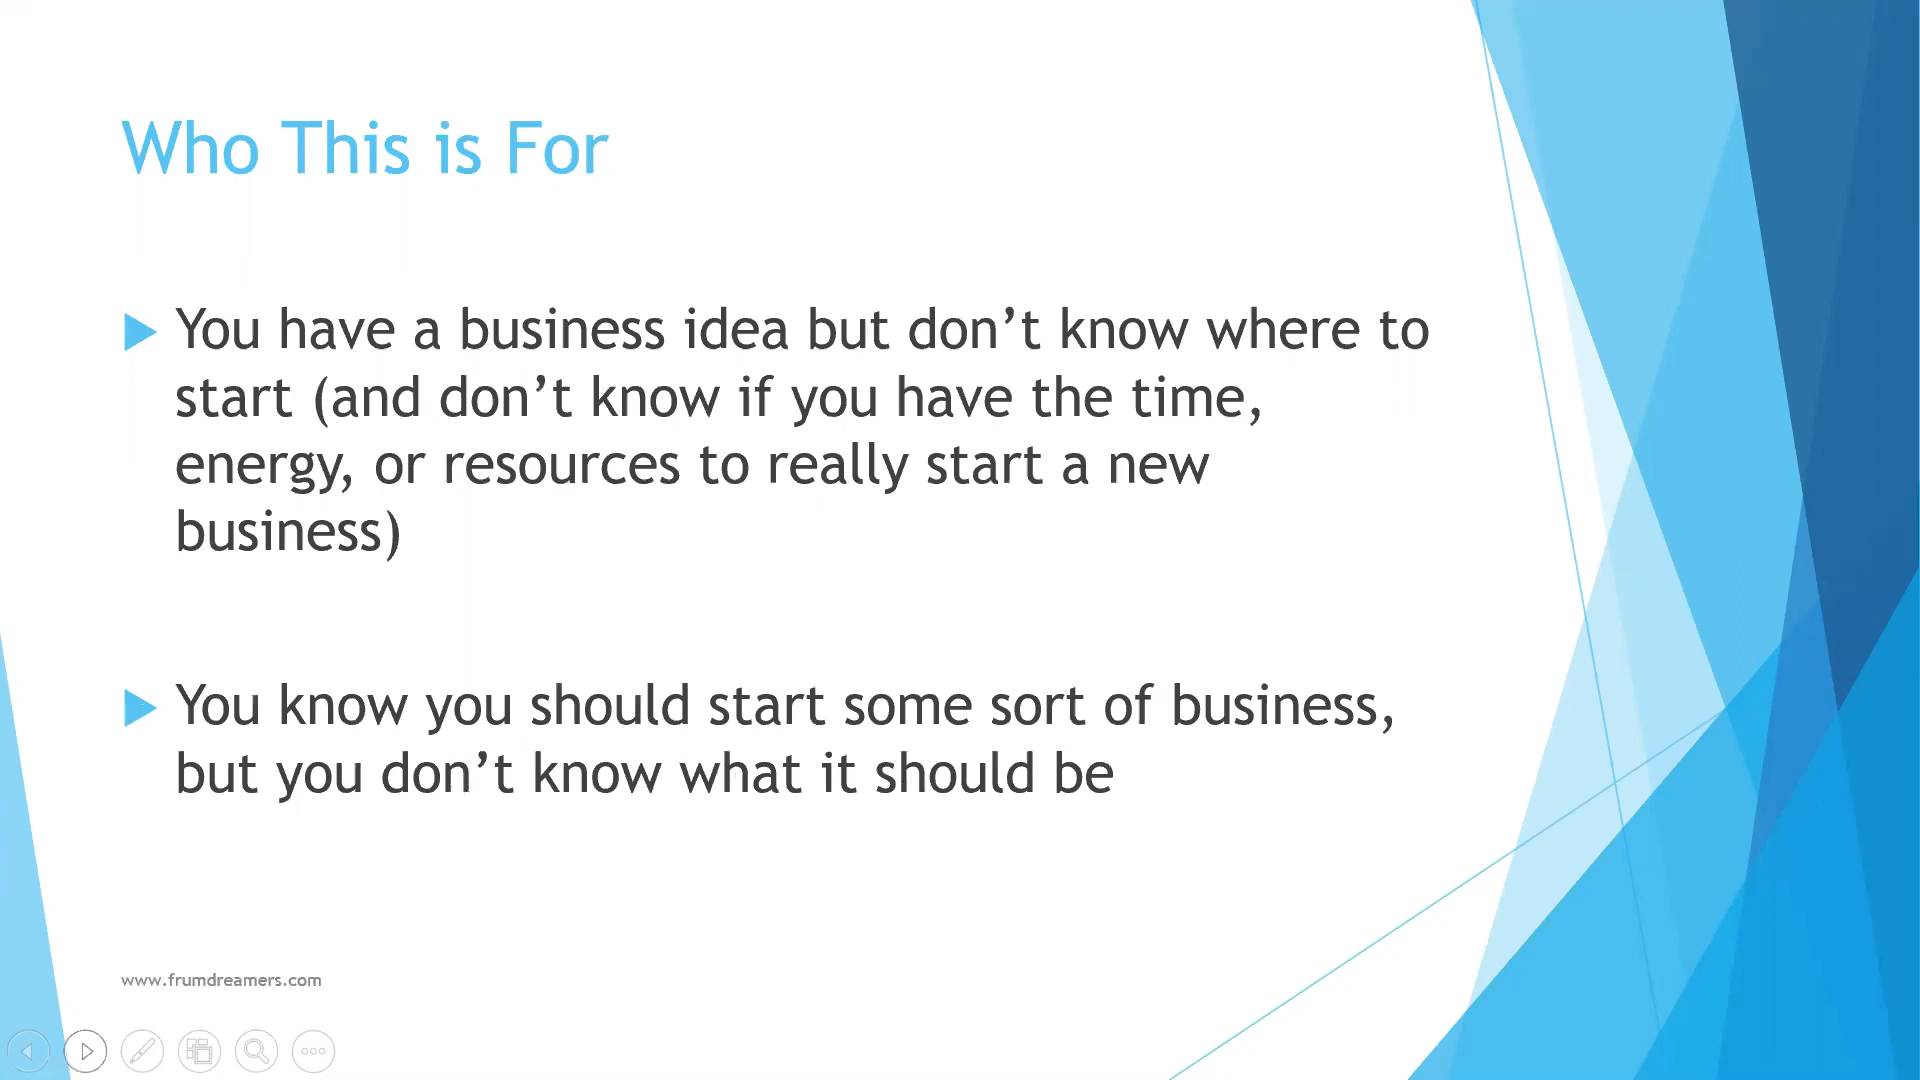 Who This is For
You have a business idea but don’t know where to
start (and don’t know if you have the time,
energy, or resources to really start a new
business)
You know you should start some sort of business,
but you don’t know what it should be
www.frumdreamers.com